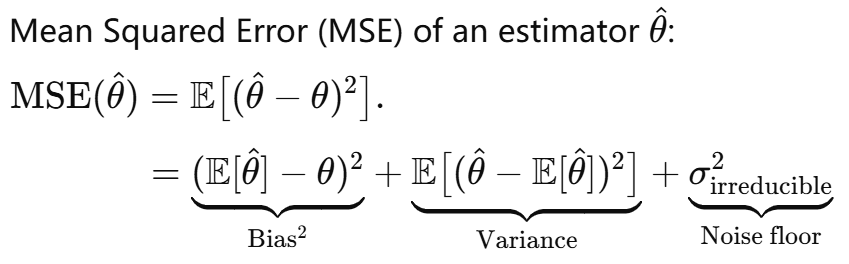 Mean Squared Error (MSE) of an estimator θ̂:
MSE(θ̂) = 𝔼[(θ̂ − θ)²].
= (𝔼[θ̂] − θ)² + 𝔼[(θ̂ − 𝔼[θ̂])²] + σ²_irreducible
Bias² Variance Noise floor